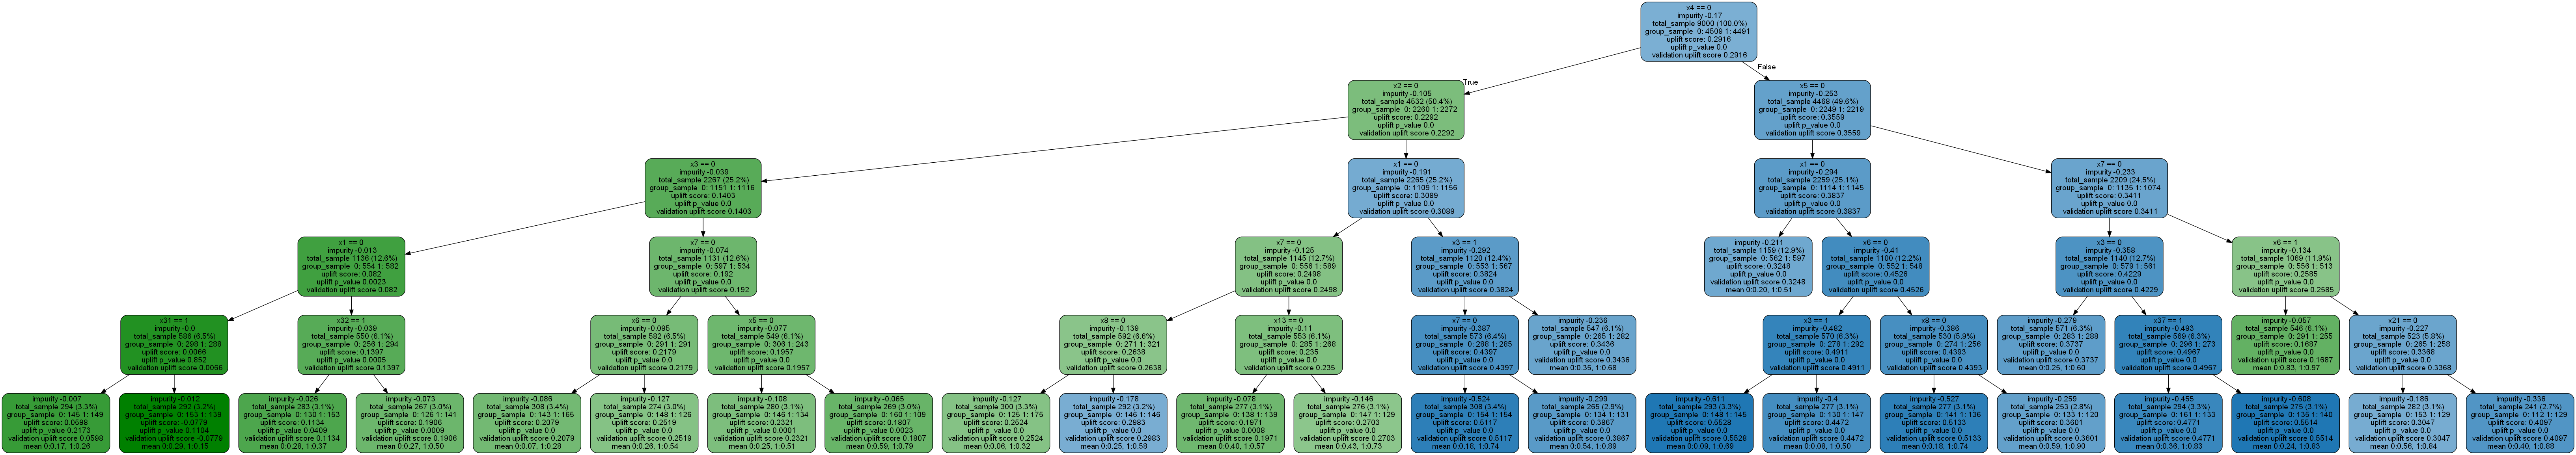 x4 == 0
impurity -0.17
total_sample 9000 (100.0%)
group_sample 0: 4509 1: 4491
uplift score: 0.2916
uplift p_value 0.0
validation uplift score 0.2916
True
False
x2 == 0
impurity -0.105
total_sample 4532 (50.4%)
group_sample 0: 2260 1: 2272
uplift score: 0.2292
uplift p_value 0.0
validation uplift score 0.2292
x5 == 0
impurity -0.253
total_sample 4468 (49.6%)
group_sample 0: 2249 1: 2219
uplift score: 0.3559
uplift p_value 0.0
validation uplift score 0.3559
x3 == 0
impurity -0.039
total_sample 2267 (25.2%)
group_sample 0: 1151 1: 1116
uplift score: 0.1403
uplift p_value 0.0
validation uplift score 0.1403
x1 == 0
impurity -0.191
total_sample 2265 (25.2%)
group_sample 0: 1109 1: 1156
uplift score: 0.3089
uplift p_value 0.0
validation uplift score 0.3089
x1 == 0
impurity -0.294
total_sample 2259 (25.1%)
group_sample 0: 1114 1: 1145
uplift score: 0.3837
uplift p_value 0.0
validation uplift score 0.3837
x7 == 0
impurity -0.233
total_sample 2209 (24.5%)
group_sample 0: 1135 1: 1074
uplift score: 0.3411
uplift p_value 0.0
validation uplift score 0.3411
x1 == 0
impurity -0.013
total_sample 1136 (12.6%)
group_sample 0: 554 1: 582
uplift score: 0.082
uplift p_value 0.0023
validation uplift score 0.082
x7 == 0
impurity -0.074
total_sample 1131 (12.6%)
group_sample 0: 597 1: 534
uplift score: 0.192
uplift p_value 0.0
validation uplift score 0.192
x7 == 0
impurity -0.125
total_sample 1145 (12.7%)
group_sample 0: 556 1: 589
uplift score: 0.2498
uplift p_value 0.0
validation uplift score 0.2498
x3 == 1
impurity -0.292
total_sample 1120 (12.4%)
group_sample 0: 553 1: 567
uplift score: 0.3824
uplift p_value 0.0
validation uplift score 0.3824
impurity -0.211
total_sample 1159 (12.9%)
group_sample 0: 562 1: 597
uplift score: 0.3248
uplift p_value 0.0
validation uplift score 0.3248
mean 0:0.20, 1:0.51
x6 == 0
impurity -0.41
total_sample 1100 (12.2%)
group_sample 0: 552 1: 548
uplift score: 0.4526
uplift p_value 0.0
validation uplift score 0.4526
x3 == 0
impurity -0.358
total_sample 1140 (12.7%)
group_sample 0: 579 1: 561
uplift score: 0.4229
uplift p_value 0.0
validation uplift score 0.4229
x6 == 1
impurity -0.134
total_sample 1069 (11.9%)
group_sample 0: 556 1: 513
uplift score: 0.2585
uplift p_value 0.0
validation uplift score 0.2585
x31 == 1
impurity -0.0
total_sample 586 (6.5%)
group_sample 0: 298 1: 288
uplift score: 0.0066
uplift p_value 0.852
validation uplift score 0.0066
x32 == 1
impurity -0.039
total_sample 550 (6.1%)
group_sample 0: 256 1: 294
uplift score: 0.1397
uplift p_value 0.0005
validation uplift score 0.1397
x6 == 0
impurity -0.095
total_sample 582 (6.5%)
group_sample 0: 291 1: 291
uplift score: 0.2179
uplift p_value 0.0
validation uplift score 0.2179
x5 == 0
impurity -0.077
total_sample 549 (6.1%)
group_sample 0: 306 1: 243
uplift score: 0.1957
uplift p_value 0.0
validation uplift score 0.1957
x8 == 0
impurity -0.139
total_sample 592 (6.6%)
group_sample 0: 271 1: 321
uplift score: 0.2638
uplift p_value 0.0
validation uplift score 0.2638
x13 == 0
impurity -0.11
total_sample 553 (6.1%)
group_sample 0: 285 1: 268
uplift score: 0.235
uplift p_value 0.0
validation uplift score 0.235
x7 == 0
impurity -0.387
total_sample 573 (6.4%)
group_sample 0: 288 1: 285
uplift score: 0.4397
uplift p_value 0.0
validation uplift score 0.4397
impurity -0.236
total_sample 547 (6.1%)
group_sample 0: 265 1: 282
uplift score: 0.3436
uplift p_value 0.0
validation uplift score 0.3436
mean 0:0.35, 1:0.68
x3 == 1
impurity -0.482
total_sample 570 (6.3%)
group_sample 0: 278 1: 292
uplift score: 0.4911
uplift p_value 0.0
validation uplift score 0.4911
x8 == 0
impurity -0.386
total_sample 530 (5.9%)
group_sample 0: 274 1: 256
uplift score: 0.4393
uplift p_value 0.0
validation uplift score 0.4393
impurity -0.279
total_sample 571 (6.3%)
group_sample 0: 283 1: 288
uplift score: 0.3737
uplift p_value 0.0
validation uplift score 0.3737
mean 0:0.25, 1:0.60
x37 == 1
impurity -0.493
total_sample 569 (6.3%)
group_sample 0: 296 1: 273
uplift score: 0.4967
uplift p_value 0.0
validation uplift score 0.4967
impurity -0.057
total_sample 546 (6.1%)
group_sample 0: 291 1: 255
uplift score: 0.1687
uplift p_value 0.0
validation uplift score 0.1687
mean 0:0.83, 1:0.97
x21 == 0
impurity -0.227
total_sample 523 (5.8%)
group_sample 0: 265 1: 258
uplift score: 0.3368
uplift p_value 0.0
validation uplift score 0.3368
impurity -0.007
total_sample 294 (3.3%)
group_sample 0: 145 1: 149
uplift score: 0.0598
uplift p_value 0.2173
validation uplift score 0.0598
mean 0:0.17, 1:0.26
impurity -0.012
total_sample 292 (3.2%)
group_sample 0: 153 1: 139
uplift score: -0.0779
uplift p_value 0.1104
validation uplift score -0.0779
mean 0:0.29, 1:0.15
impurity -0.026
total_sample 283 (3.1%)
group_sample 0: 130 1: 153
uplift score: 0.1134
uplift p_value 0.0409
validation uplift score 0.1134
mean 0:0.28, 1:0.37
impurity -0.073
total_sample 267 (3.0%)
group_sample 0: 126 1: 141
uplift score: 0.1906
uplift p_value 0.0009
validation uplift score 0.1906
mean 0:0.27, 1:0.50
impurity -0.086
total_sample 308 (3.4%)
group_sample 0: 143 1: 165
uplift score: 0.2079
uplift p_value 0.0
validation uplift score 0.2079
mean 0:0.07, 1:0.28
impurity -0.127
total_sample 274 (3.0%)
group_sample 0: 148 1: 126
uplift score: 0.2519
uplift p_value 0.0
validation uplift score 0.2519
mean 0:0.26, 1:0.54
impurity -0.108
total_sample 280 (3.1%)
group_sample 0: 146 1: 134
uplift score: 0.2321
uplift p_value 0.0001
validation uplift score 0.2321
mean 0:0.25, 1:0.51
impurity -0.065
total_sample 269 (3.0%)
group_sample 0: 160 1: 109
uplift score: 0.1807
uplift p_value 0.0023
validation uplift score 0.1807
mean 0:0.59, 1:0.79
impurity -0.127
total_sample 300 (3.3%)
group_sample 0: 125 1: 175
uplift score: 0.2524
uplift p_value 0.0
validation uplift score 0.2524
mean 0:0.06, 1:0.32
impurity -0.178
total_sample 292 (3.2%)
group_sample 0: 146 1: 146
uplift score: 0.2983
uplift p_value 0.0
validation uplift score 0.2983
mean 0:0.25, 1:0.58
impurity -0.078
total_sample 277 (3.1%)
group_sample 0: 138 1: 139
uplift score: 0.1971
uplift p_value 0.0008
validation uplift score 0.1971
mean 0:0.40, 1:0.57
impurity -0.146
total_sample 276 (3.1%)
group_sample 0: 147 1: 129
uplift score: 0.2703
uplift p_value 0.0
validation uplift score 0.2703
mean 0:0.43, 1:0.73
impurity -0.524
total_sample 308 (3.4%)
group_sample 0: 154 1: 154
uplift score: 0.5117
uplift p_value 0.0
validation uplift score 0.5117
mean 0:0.18, 1:0.74
impurity -0.299
total_sample 265 (2.9%)
group_sample 0: 134 1: 131
uplift score: 0.3867
uplift p_value 0.0
validation uplift score 0.3867
mean 0:0.54, 1:0.89
impurity -0.611
total_sample 293 (3.3%)
group_sample 0: 148 1: 145
uplift score: 0.5528
uplift p_value 0.0
validation uplift score 0.5528
mean 0:0.09, 1:0.69
impurity -0.4
total_sample 277 (3.1%)
group_sample 0: 130 1: 147
uplift score: 0.4472
uplift p_value 0.0
validation uplift score 0.4472
mean 0:0.08, 1:0.50
impurity -0.527
total_sample 277 (3.1%)
group_sample 0: 141 1: 136
uplift score: 0.5133
uplift p_value 0.0
validation uplift score 0.5133
mean 0:0.18, 1:0.74
impurity -0.259
total_sample 253 (2.8%)
group_sample 0: 133 1: 120
uplift score: 0.3601
uplift p_value 0.0
validation uplift score 0.3601
mean 0:0.59, 1:0.90
impurity -0.455
total_sample 294 (3.3%)
group_sample 0: 161 1: 133
uplift score: 0.4771
uplift p_value 0.0
validation uplift score 0.4771
mean 0:0.36, 1:0.83
impurity -0.608
total_sample 275 (3.1%)
group_sample 0: 135 1: 140
uplift score: 0.5514
uplift p_value 0.0
validation uplift score 0.5514
mean 0:0.24, 1:0.83
impurity -0.186
total_sample 282 (3.1%)
group_sample 0: 153 1: 129
uplift score: 0.3047
uplift p_value 0.0
validation uplift score 0.3047
mean 0:0.56, 1:0.84
impurity -0.336
total_sample 241 (2.7%)
group_sample 0: 112 1: 129
uplift score: 0.4097
uplift p_value 0.0
validation uplift score 0.4097
mean 0:0.40, 1:0.88